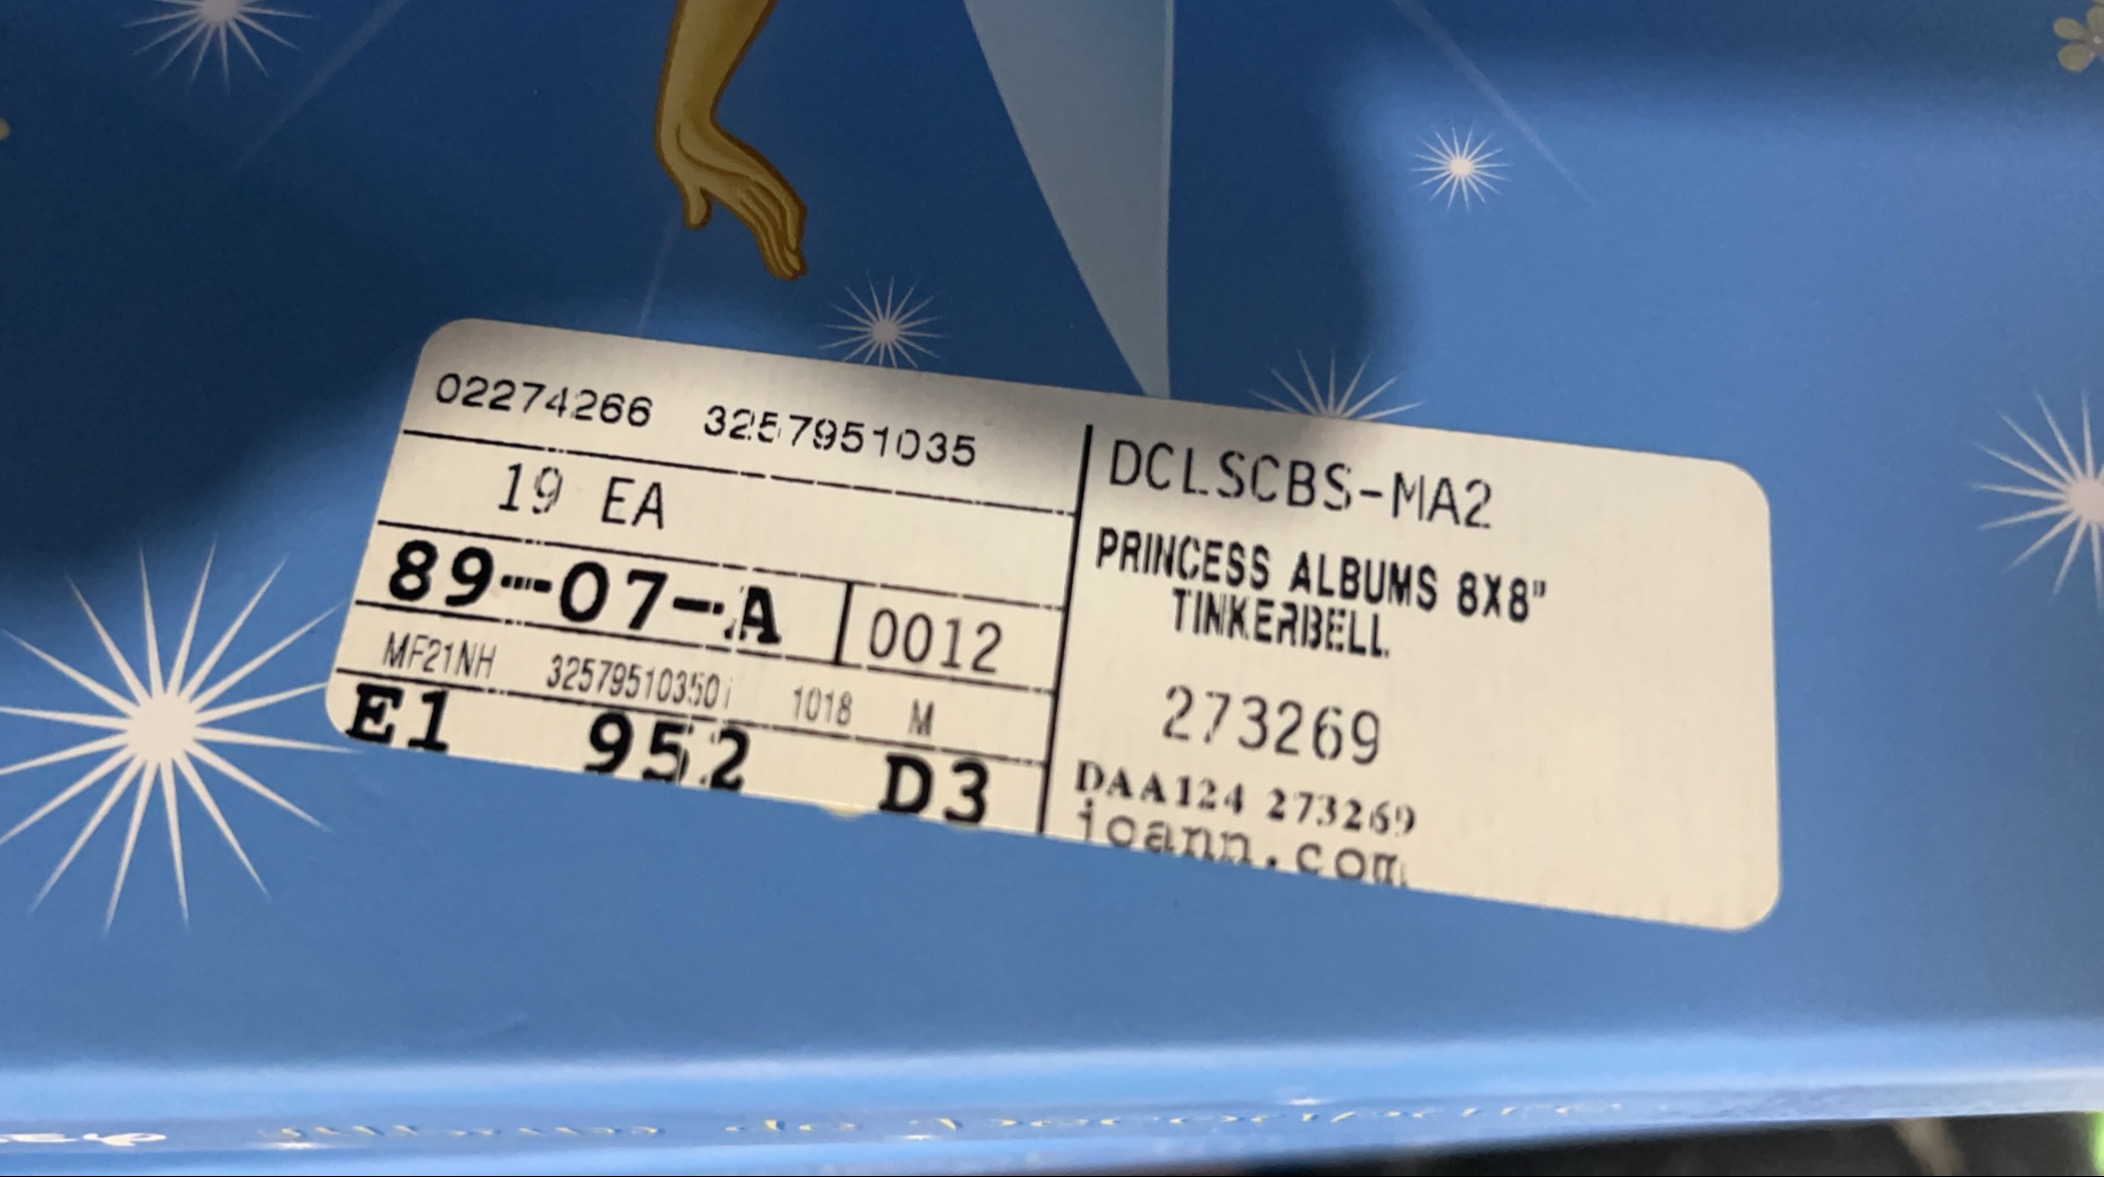 02274266 3257951035
19 EA
89-07-A 0012
MF21NH 32579510350 1018 M
E1 952 D3
DCLSCBS-MA2
PRINCESS ALBUMS 8X8"
TINKERBELL
273269
DAA124 273269
joann.com